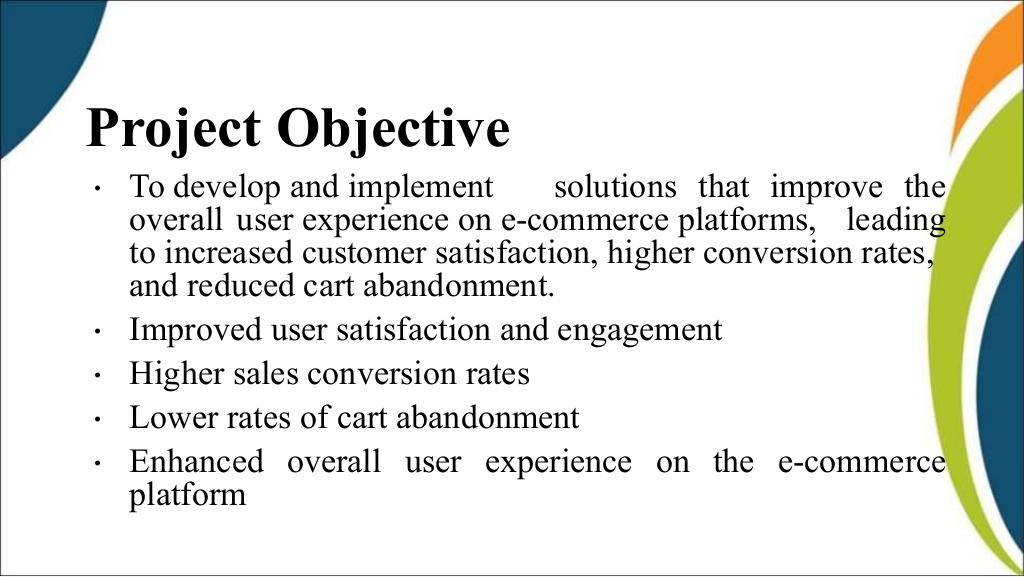 Project Objective
• To develop and implement solutions that improve the
overall user experience on e-commerce platforms, leading
to increased customer satisfaction, higher conversion rates,
and reduced cart abandonment.
• Improved user satisfaction and engagement
• Higher sales conversion rates
• Lower rates of cart abandonment
• Enhanced overall user experience on the e-commerce
platform